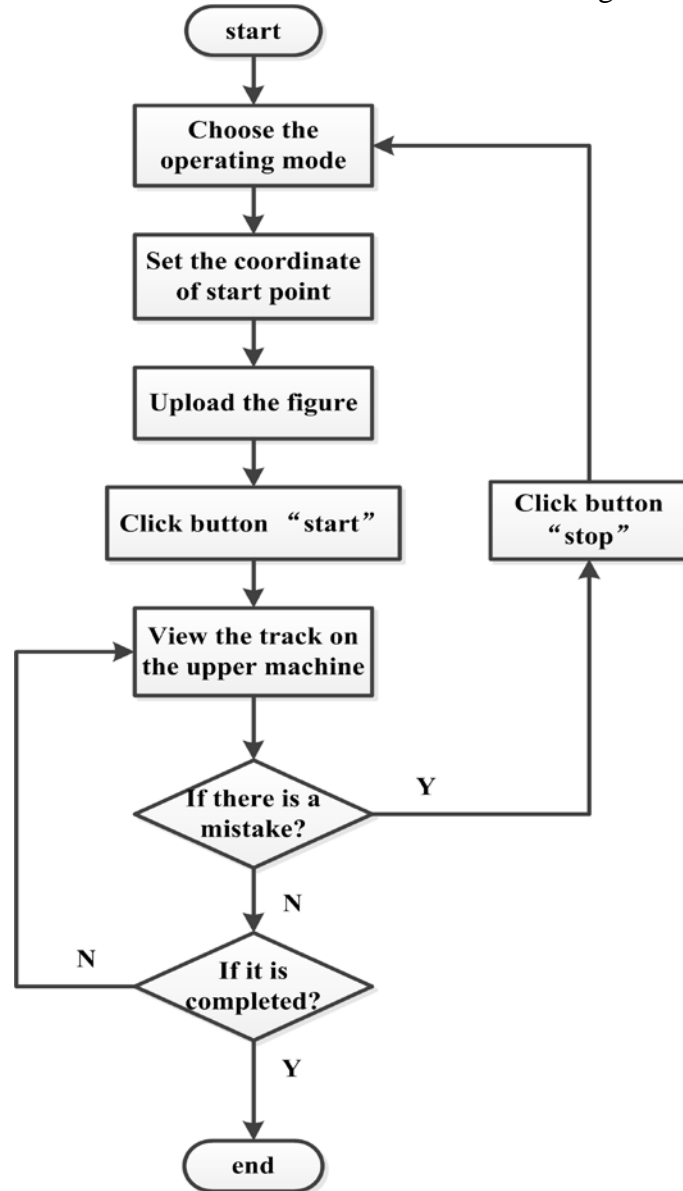 start
Choose the
operating mode
Set the coordinate
of start point
Upload the figure
Click button “start”
Click button
“stop”
View the track on
the upper machine
If there is a
mistake?
Y
N
If it is
completed?
N
Y
end